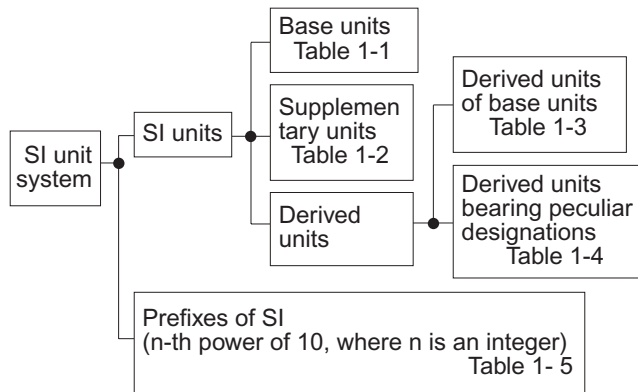 SI unit
system
SI units
Base units
Table 1-1
Supplemen
tary units
Table 1-2
Derived
units
Derived units
of base units
Table 1-3
Derived units
bearing peculiar
designations
Table 1-4
Prefixes of SI
(n-th power of 10, where n is an integer)
Table 1- 5